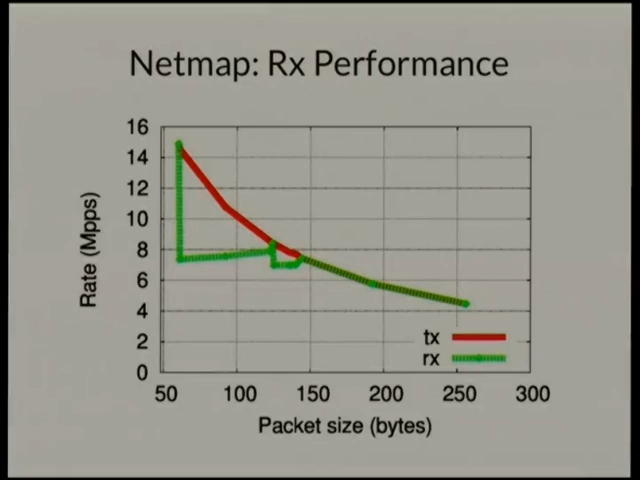 Netmap: Rx Performance
16
14
12
10
8
6
4
2
0
Rate (Mpps)
tx
rx
50 100 150 200 250 300
Packet size (bytes)